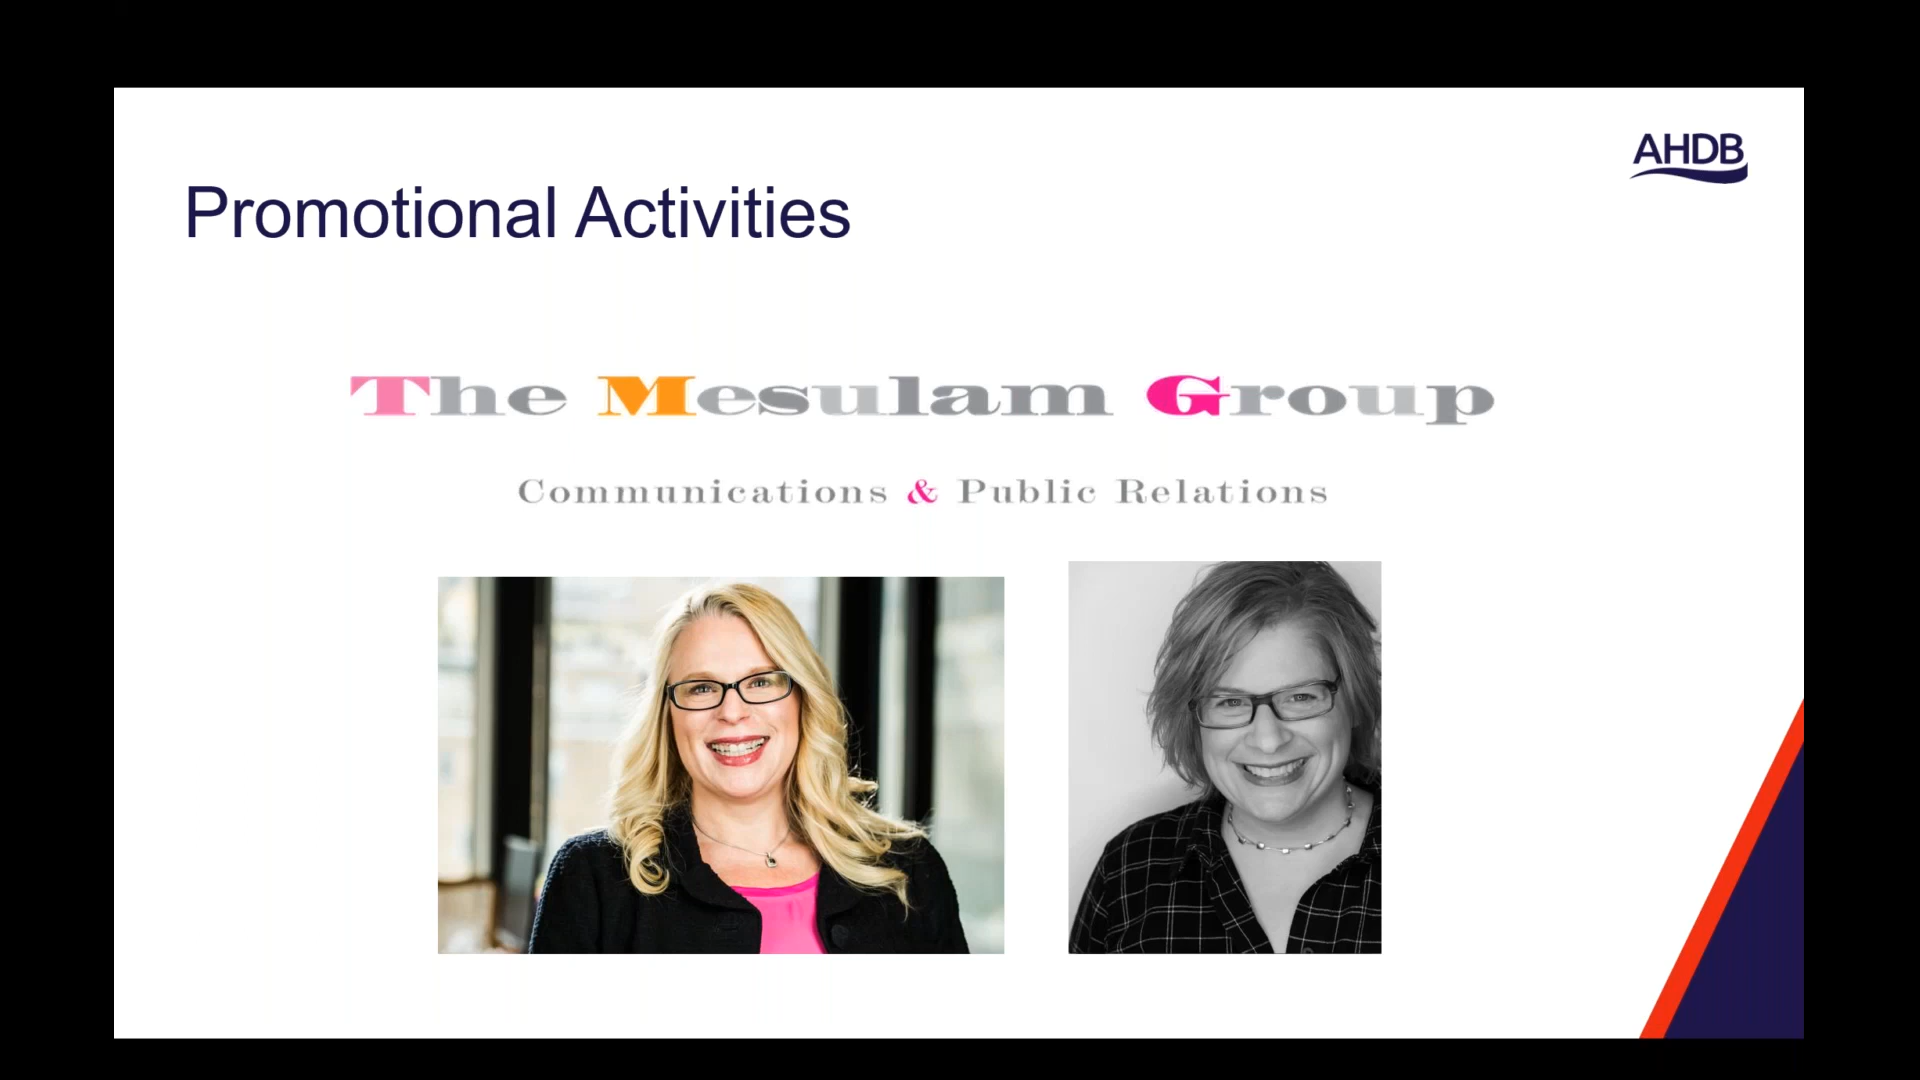 AHDB
Promotional Activities
The Mesulam Group
Communications & Public Relations